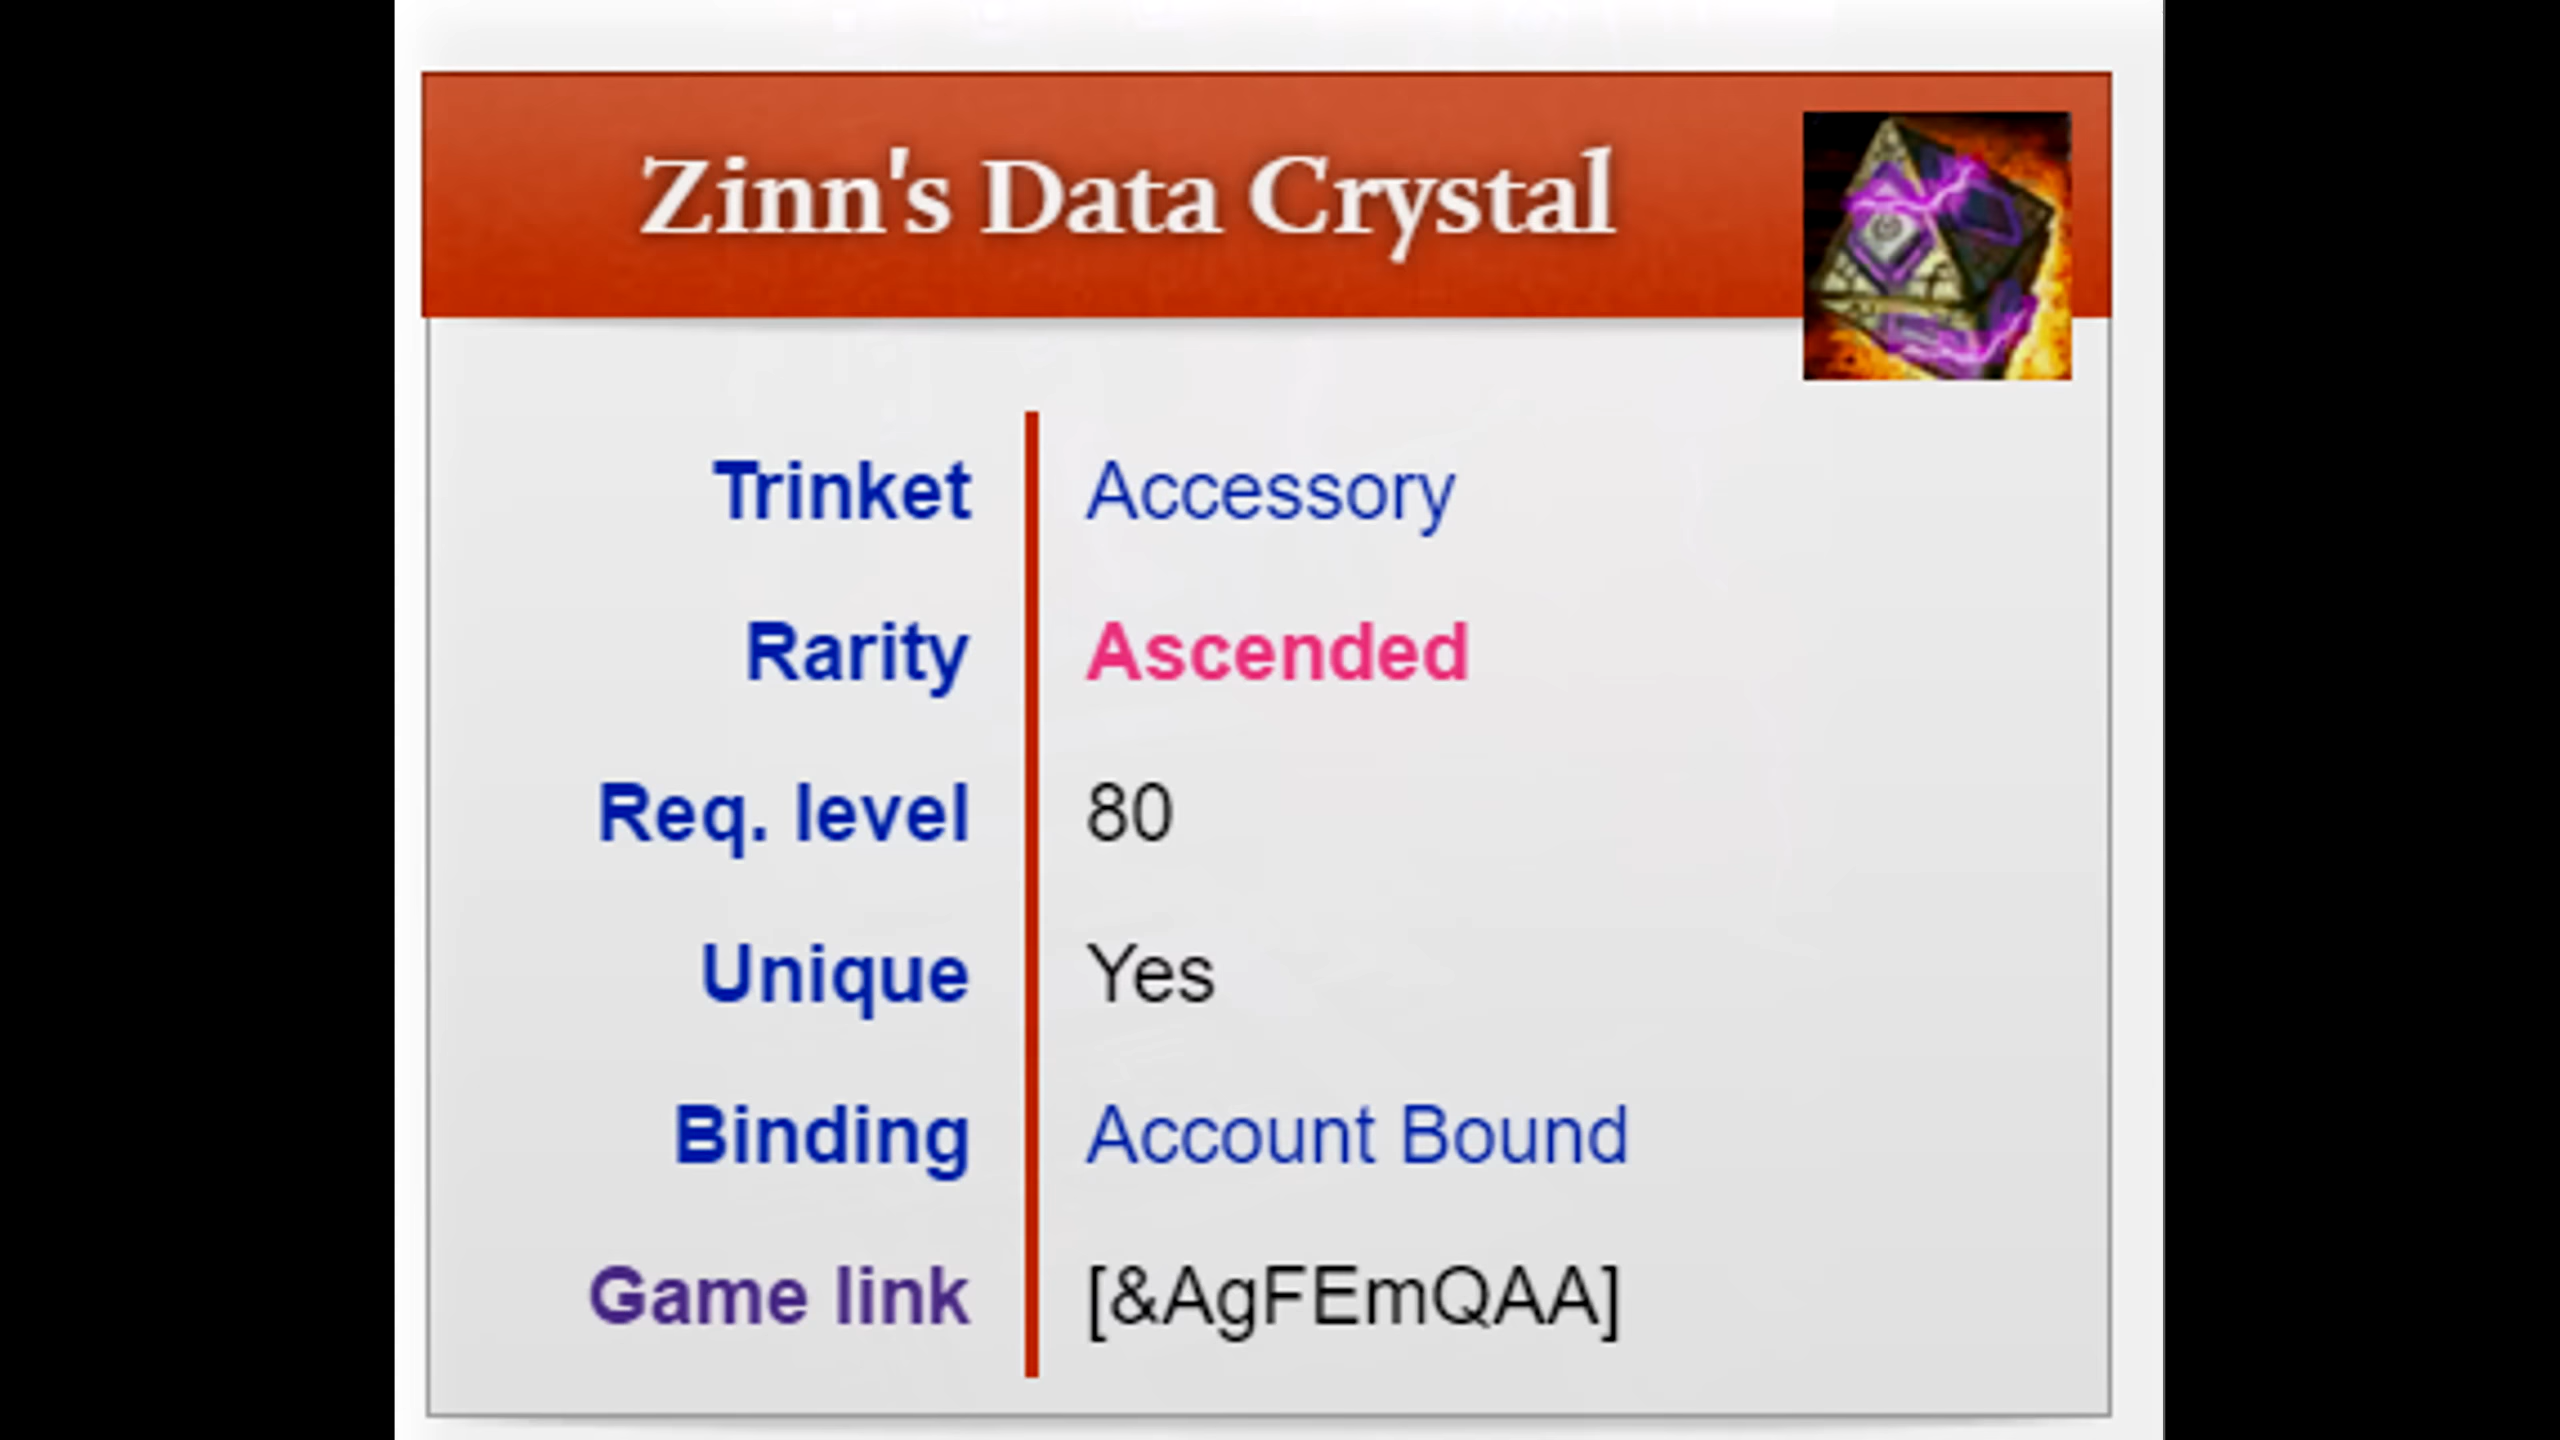 Zinn's Data Crystal
Trinket Accessory
Rarity Ascended
Req. level 80
Unique Yes
Binding Account Bound
Game link [&AgFEmQAA]